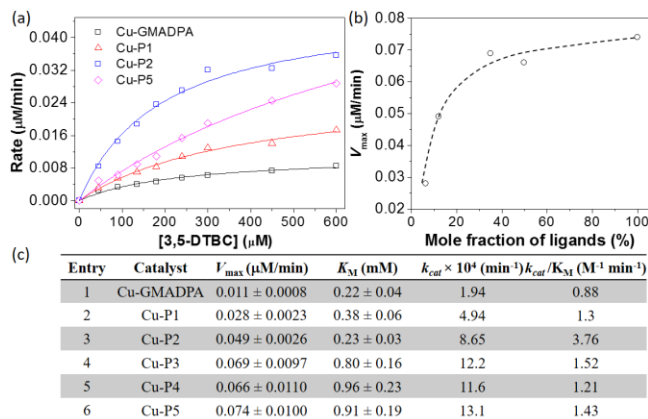 (a)
0.040
0.032
0.024
0.016
0.008
0.000
Rate (μM/min)
Cu-GMADPA
Cu-P1
Cu-P2
Cu-P5
0 100 200 300 400 500 600
[3,5-DTBC] (μM)
(b)
0.08
0.07
0.06
0.05
0.04
0.03
0.02
Vmax (μM/min)
0 20 40 60 80 100
Mole fraction of ligands (%)
(c)
Entry Catalyst Vmax (μM/min) KM (mM) kcat × 10⁴ (min⁻¹) kcat /KM (M⁻¹ min⁻¹)
1 Cu-GMADPA 0.011 ± 0.0008 0.22 ± 0.04 1.94 0.88
2 Cu-P1 0.028 ± 0.0023 0.38 ± 0.06 4.94 1.3
3 Cu-P2 0.049 ± 0.0026 0.23 ± 0.03 8.65 3.76
4 Cu-P3 0.069 ± 0.0097 0.80 ± 0.16 12.2 1.52
5 Cu-P4 0.066 ± 0.0110 0.96 ± 0.23 11.6 1.21
6 Cu-P5 0.074 ± 0.0100 0.91 ± 0.19 13.1 1.43